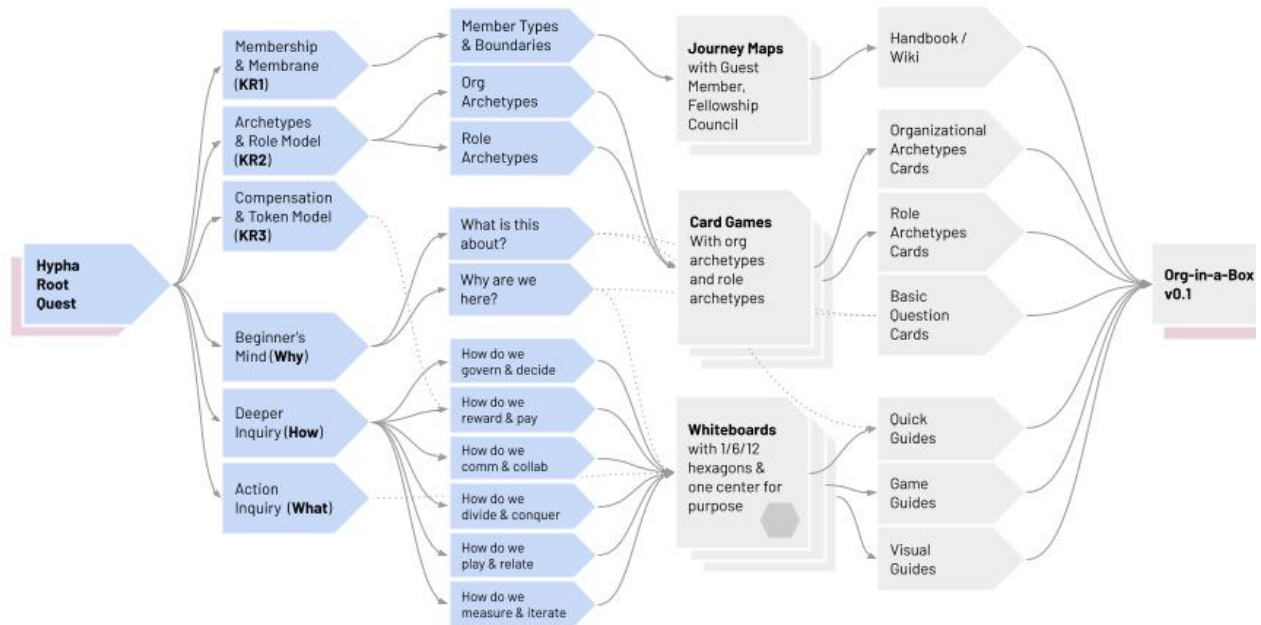 Hypha
Root
Quest
Membership
& Membrane
(KR1)
Archetypes
& Role Model
(KR2)
Compensation
& Token Model
(KR3)
Beginner's
Mind (Why)
Deeper
Inquiry (How)
Action
Inquiry (What)
Member Types
& Boundaries
Org
Archetypes
Role
Archetypes
What is this
about?
Why are we
here?
How do we
govern & decide
How do we
reward & pay
How do we
comm & collab
How do we
divide & conquer
How do we
play & relate
How do we
measure & iterate
Journey Maps
with Guest
Member,
Fellowship
Council
Card Games
With org
archetypes
and role
archetypes
Whiteboards
with 1/6/12
hexagons &
one center for
purpose
Handbook /
Wiki
Organizational
Archetypes
Cards
Role
Archetypes
Cards
Basic
Question
Cards
Quick
Guides
Game
Guides
Visual
Guides
Org-in-a-Box
v0.1